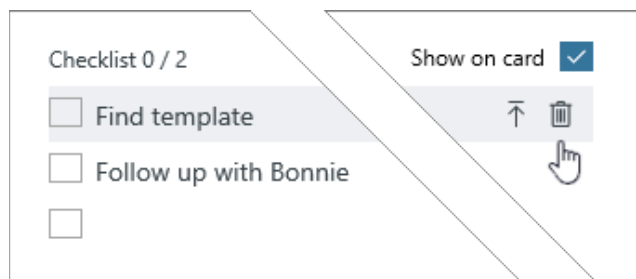 Checklist 0 / 2
Show on card
Find template
Follow up with Bonnie